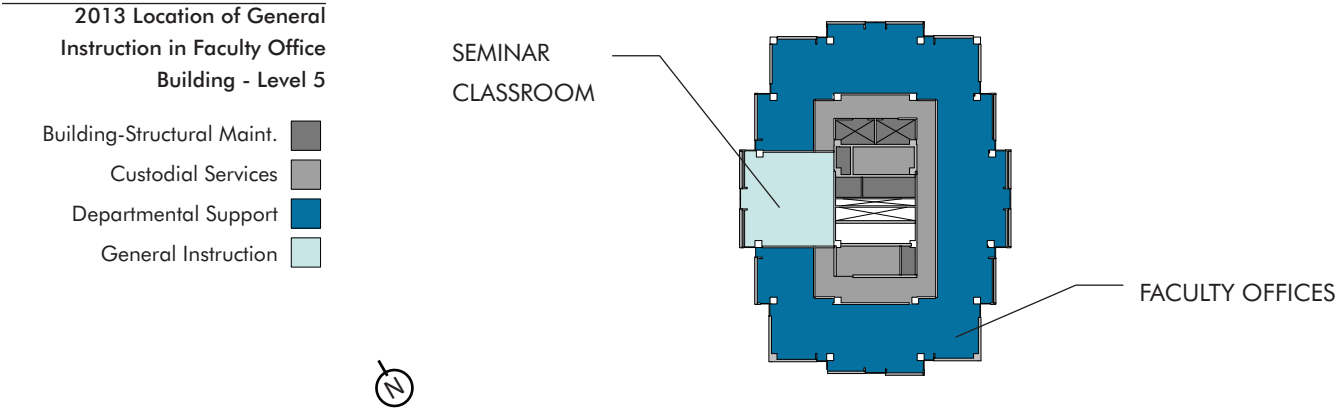 2013 Location of General
Instruction in Faculty Office
Building - Level 5
Building-Structural Maint.
Custodial Services
Departmental Support
General Instruction
SEMINAR
CLASSROOM
FACULTY OFFICES
N